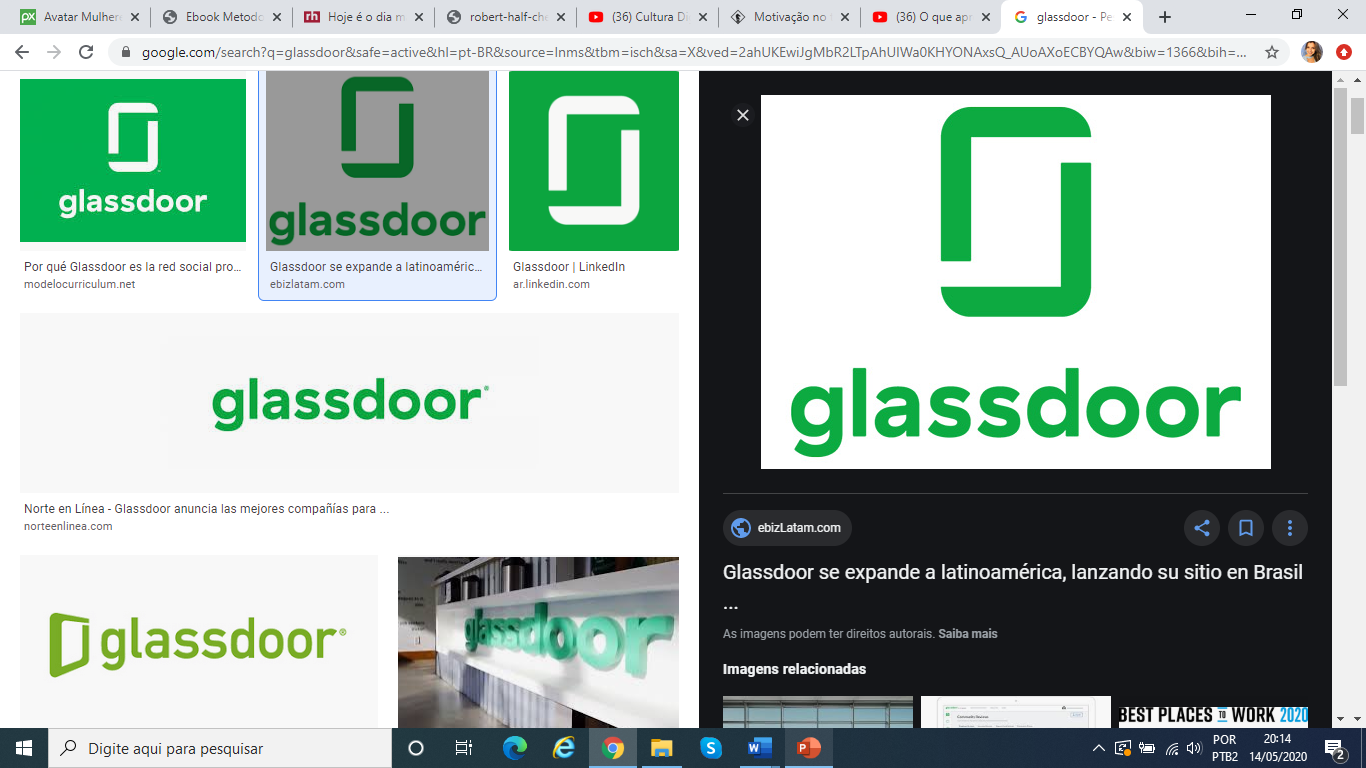 Avatar Mulhere
Ebook Metodo
Hoje é o dia m
robert-half-che
(36) Cultura Di
Motivação no t
(36) O que apr
glassdoor - Pe
google.com/search?q=glassdoor&safe=active&hl=pt-BR&source=lnms&tbm=isch&sa=X&ved=2ahUKEwiJgMbR2LTpAhUIWa0KHYONAxsQ_AUoAXoECBYQAw&biw=1366&bih=...
glassdoor
Por qué Glassdoor es la red social pro...
modelocurriculum.net
glassdoor
Glassdoor se expande a latinoaméric...
ebizlatam.com
Glassdoor | LinkedIn
ar.linkedin.com
glassdoor®
Norte en Línea - Glassdoor anuncia las mejores compañías para ...
norteenlinea.com
glassdoor®
glassdoor
glassdoor
ebizLatam.com
Glassdoor se expande a latinoamérica, lanzando su sitio en Brasil
...
As imagens podem ter direitos autorais. Saiba mais
Imagens relacionadas
BEST PLACES TO WORK 2020
Digite aqui para pesquisar
POR
PTB2
20:14
14/05/2020
2